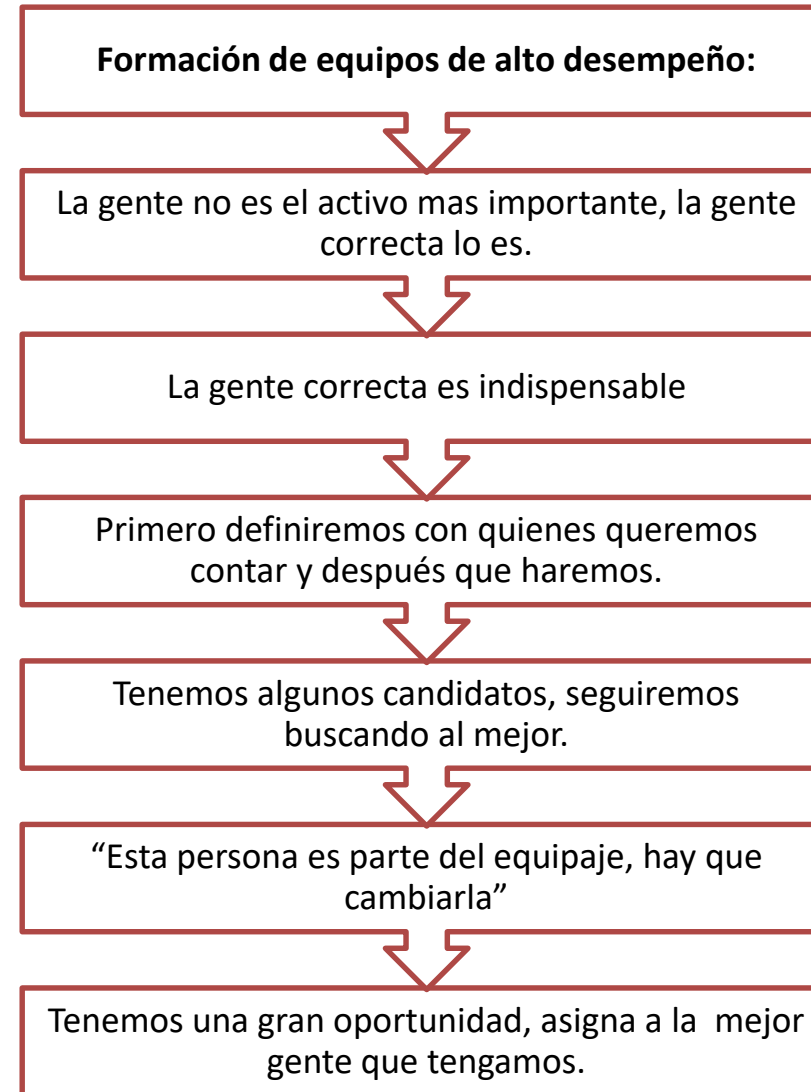 Formación de equipos de alto desempeño:
La gente no es el activo mas importante, la gente
correcta lo es.
La gente correcta es indispensable
Primero definiremos con quienes queremos
contar y después que haremos.
Tenemos algunos candidatos, seguiremos
buscando al mejor.
“Esta persona es parte del equipaje, hay que
cambiarla”
Tenemos una gran oportunidad, asigna a la  mejor
gente que tengamos.